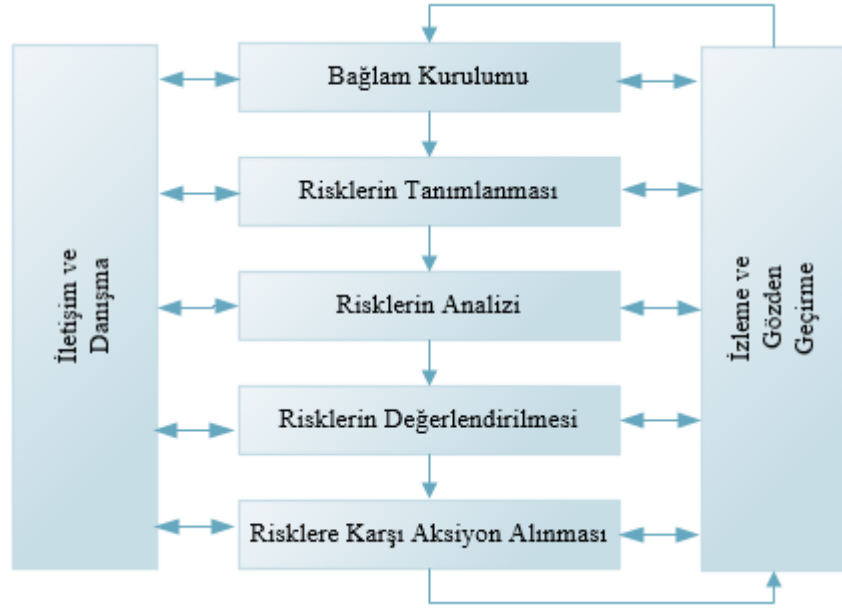 Bağlam Kurulumu
Risklerin Tanımlanması
Risklerin Analizi
Risklerin Değerlendirilmesi
Risklere Karşı Aksiyon Alınması
İletişim ve
Danışma
İzleme ve
Gözden
Geçirme